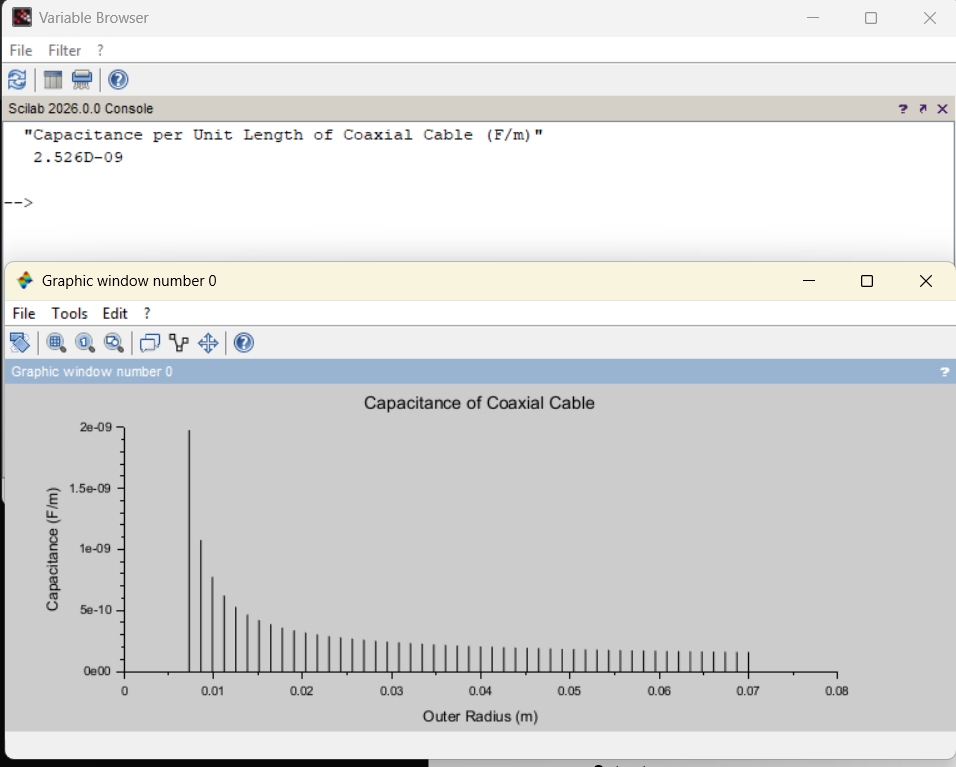 Variable Browser
File Filter ?
?
Scilab 2026.0.0 Console
? ↗ ✕
"Capacitance per Unit Length of Coaxial Cable (F/m)"
2.526D-09
-->
Graphic window number 0
File Tools Edit ?
?
Graphic window number 0
?
Capacitance of Coaxial Cable
2e-09
1.5e-09
1e-09
5e-10
0e00
Capacitance (F/m)
0 0.01 0.02 0.03 0.04 0.05 0.06 0.07 0.08
Outer Radius (m)